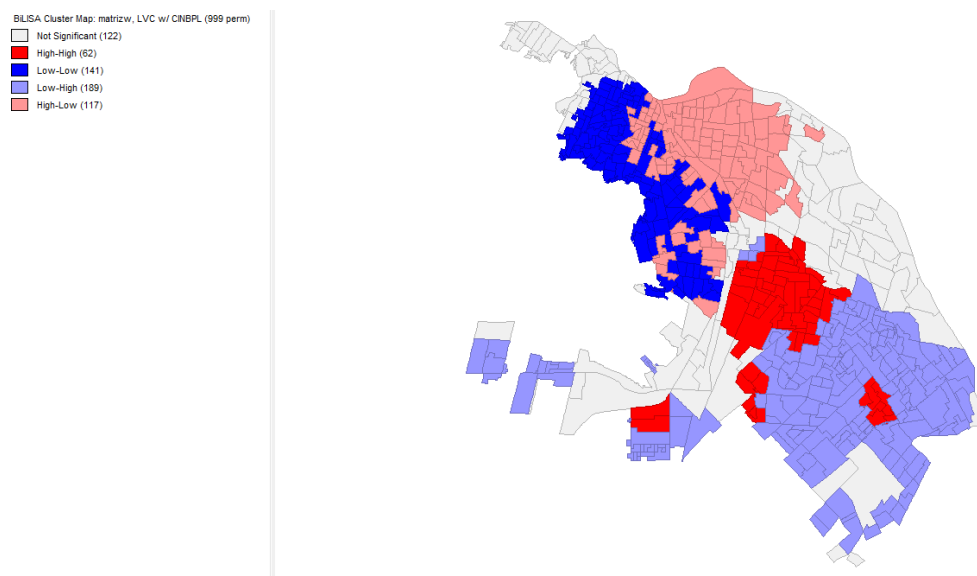 BiLISA Cluster Map: matrizw, LVC w/ CINBPL (999 perm)
Not Significant (122)
High-High (62)
Low-Low (141)
Low-High (189)
High-Low (117)